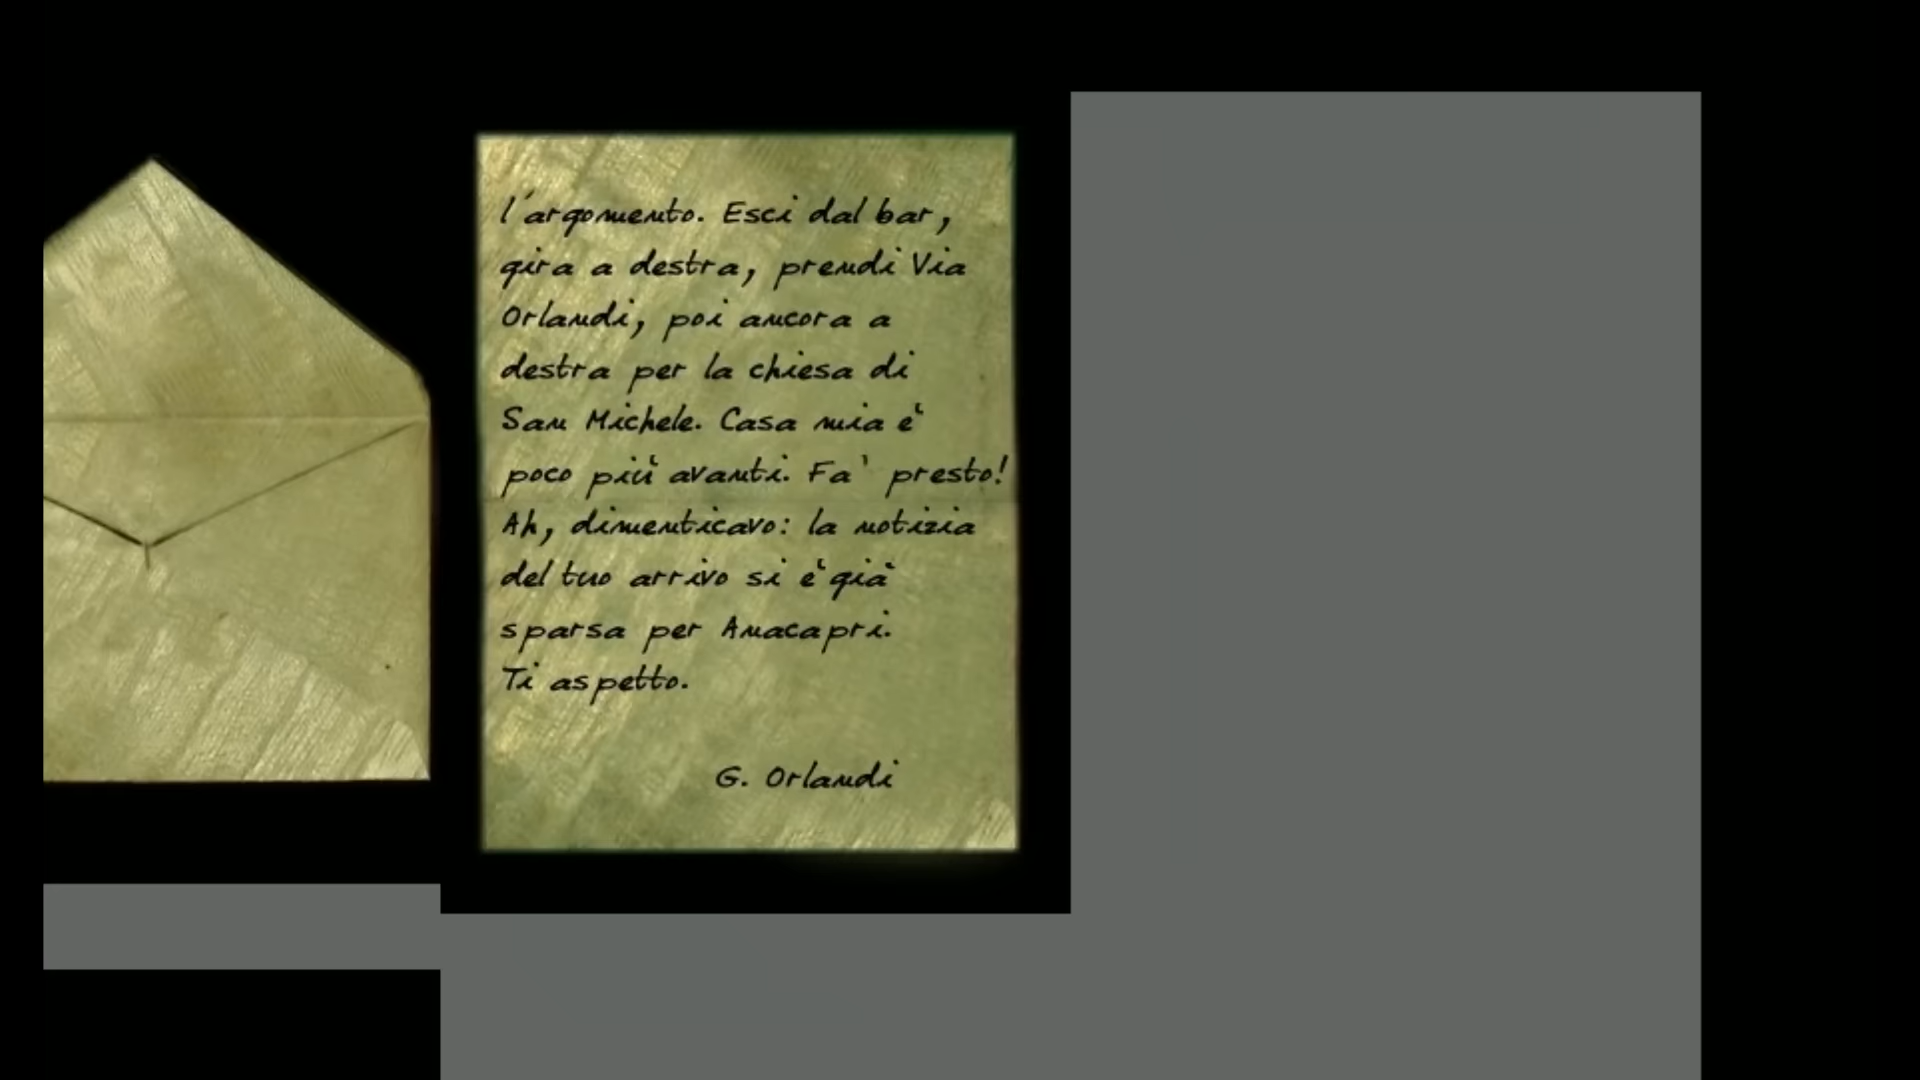 l'argomento. Esci dal bar,
gira a destra, prendi Via
Orlandi, poi ancora a
destra per la chiesa di
San Michele. Casa mia è
poco più avanti. Fa' presto!
Ah, dimenticavo: la notizia
del tuo arrivo si è già
sparsa per Anacapri.
Ti aspetto.
G. Orlandi